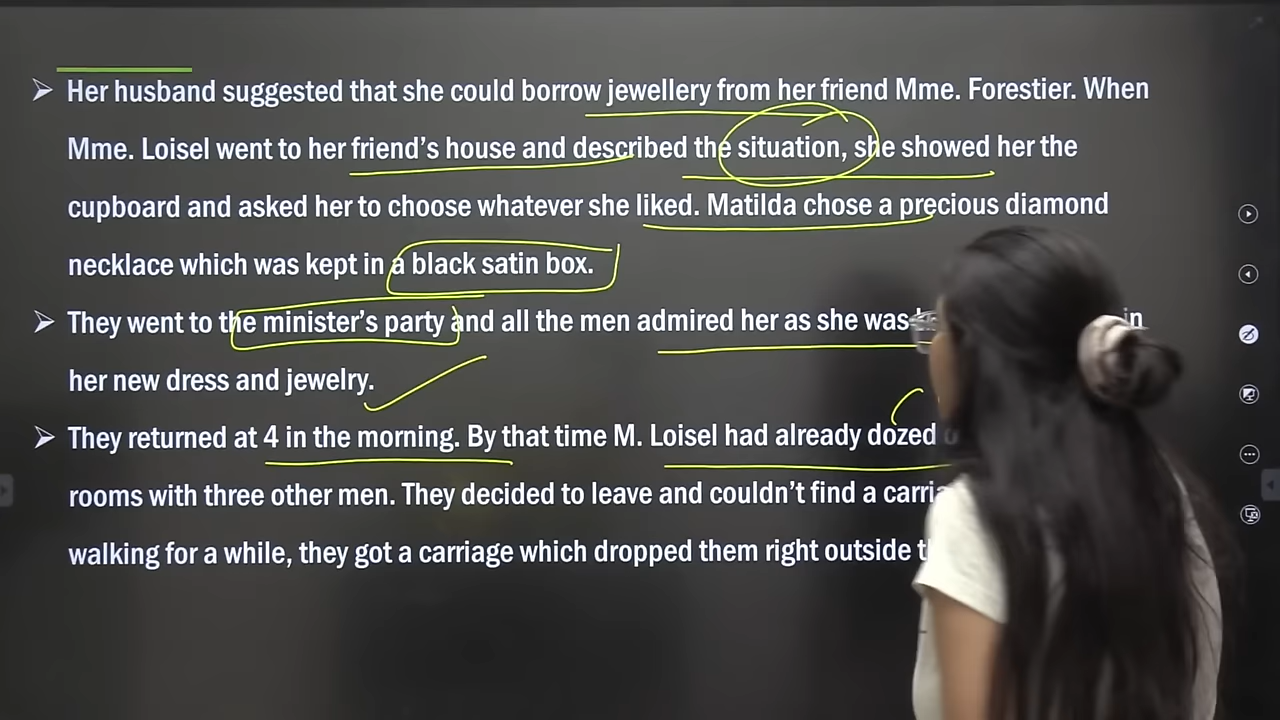 ➤ Her husband suggested that she could borrow jewellery from her friend Mme. Forestier. When
Mme. Loisel went to her friend’s house and described the situation, she showed her the
cupboard and asked her to choose whatever she liked. Matilda chose a precious diamond
necklace which was kept in a black satin box.
➤ They went to the minister’s party and all the men admired her as she was in
her new dress and jewelry.
➤ They returned at 4 in the morning. By that time M. Loisel had already dozed
rooms with three other men. They decided to leave and couldn’t find a
walking for a while, they got a carriage which dropped them right outside